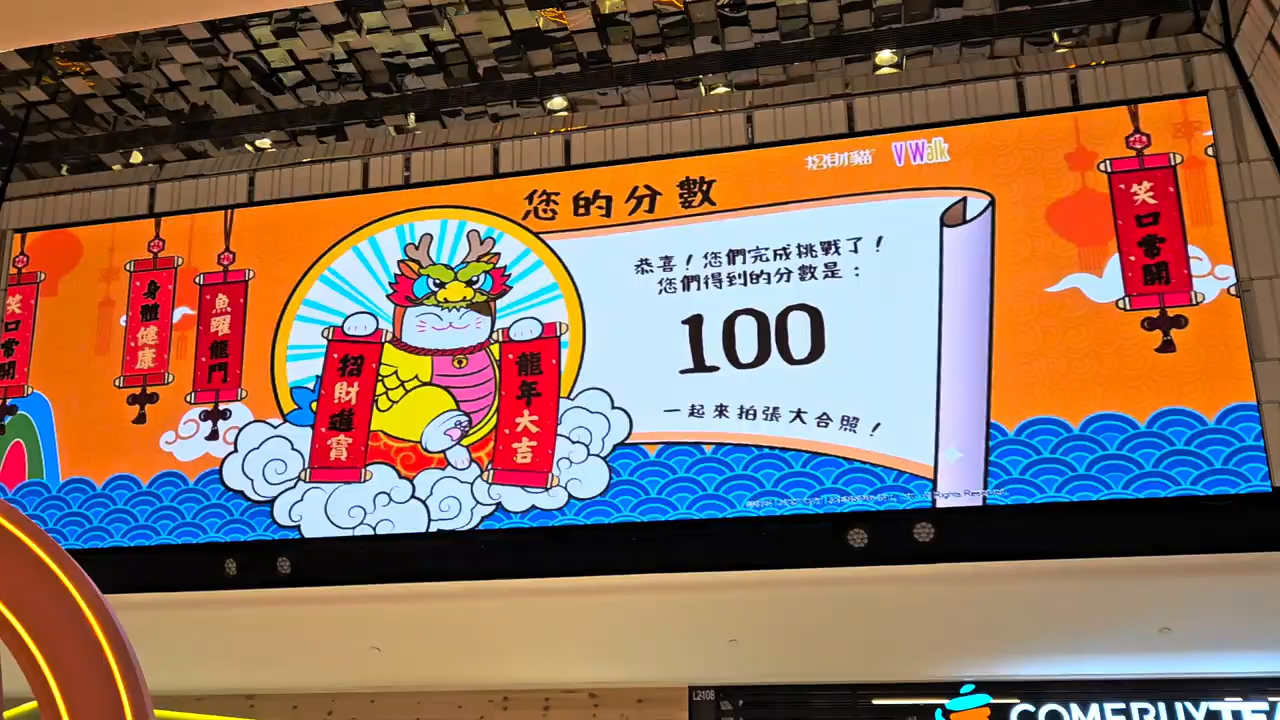 招財貓 V Walk
您的分數
恭喜！您們完成挑戰了！
您們得到的分數是：
100
一起來拍張大合照！
笑口常開
身體健康
魚躍龍門
招財進寶
龍年大吉
笑口常開
L2108
COMEBUYTEA